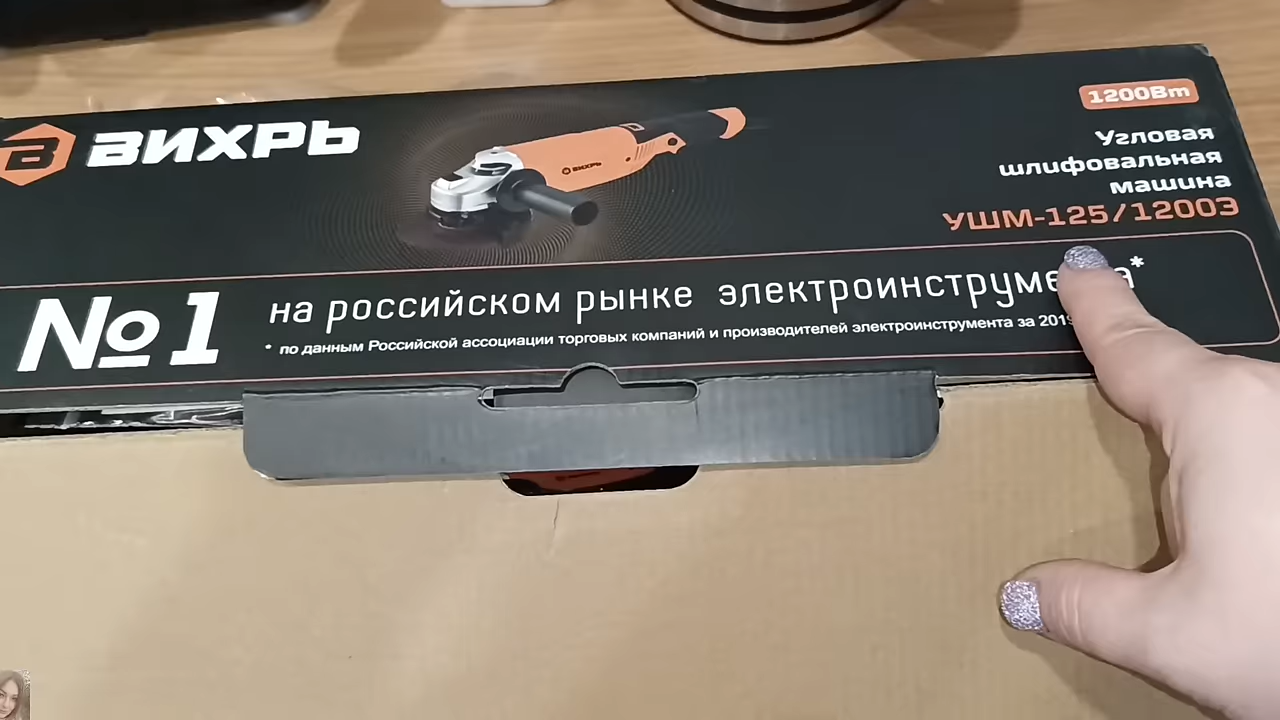 ВИХРЬ
ВИХРЬ
1200Вт
Угловая
шлифовальная
машина
УШМ-125/1200Э
№1 на российском рынке
* по данным Российской ассоциации торговых компаний и производителей электроинструмента за